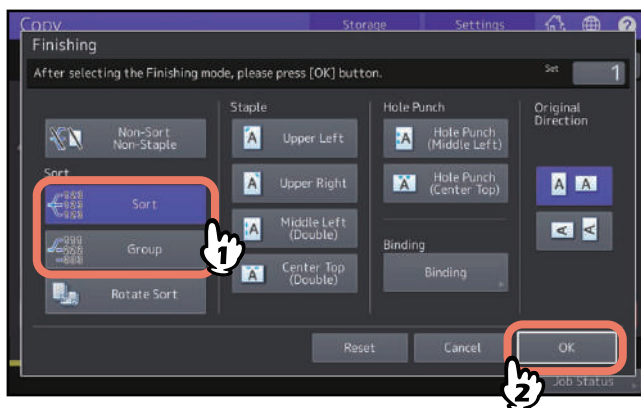 Copy
Storage
Settings
Finishing
After selecting the Finishing mode, please press [OK] button.
Set
1
Non-Sort
Non-Staple
Sort
Sort
Group
Rotate Sort
Staple
Upper Left
Upper Right
Middle Left
(Double)
Center Top
(Double)
Hole Punch
Hole Punch
(Middle Left)
Hole Punch
(Center Top)
Binding
Binding
Original
Direction
A A
A A
Reset
Cancel
OK
1
2
Job Status